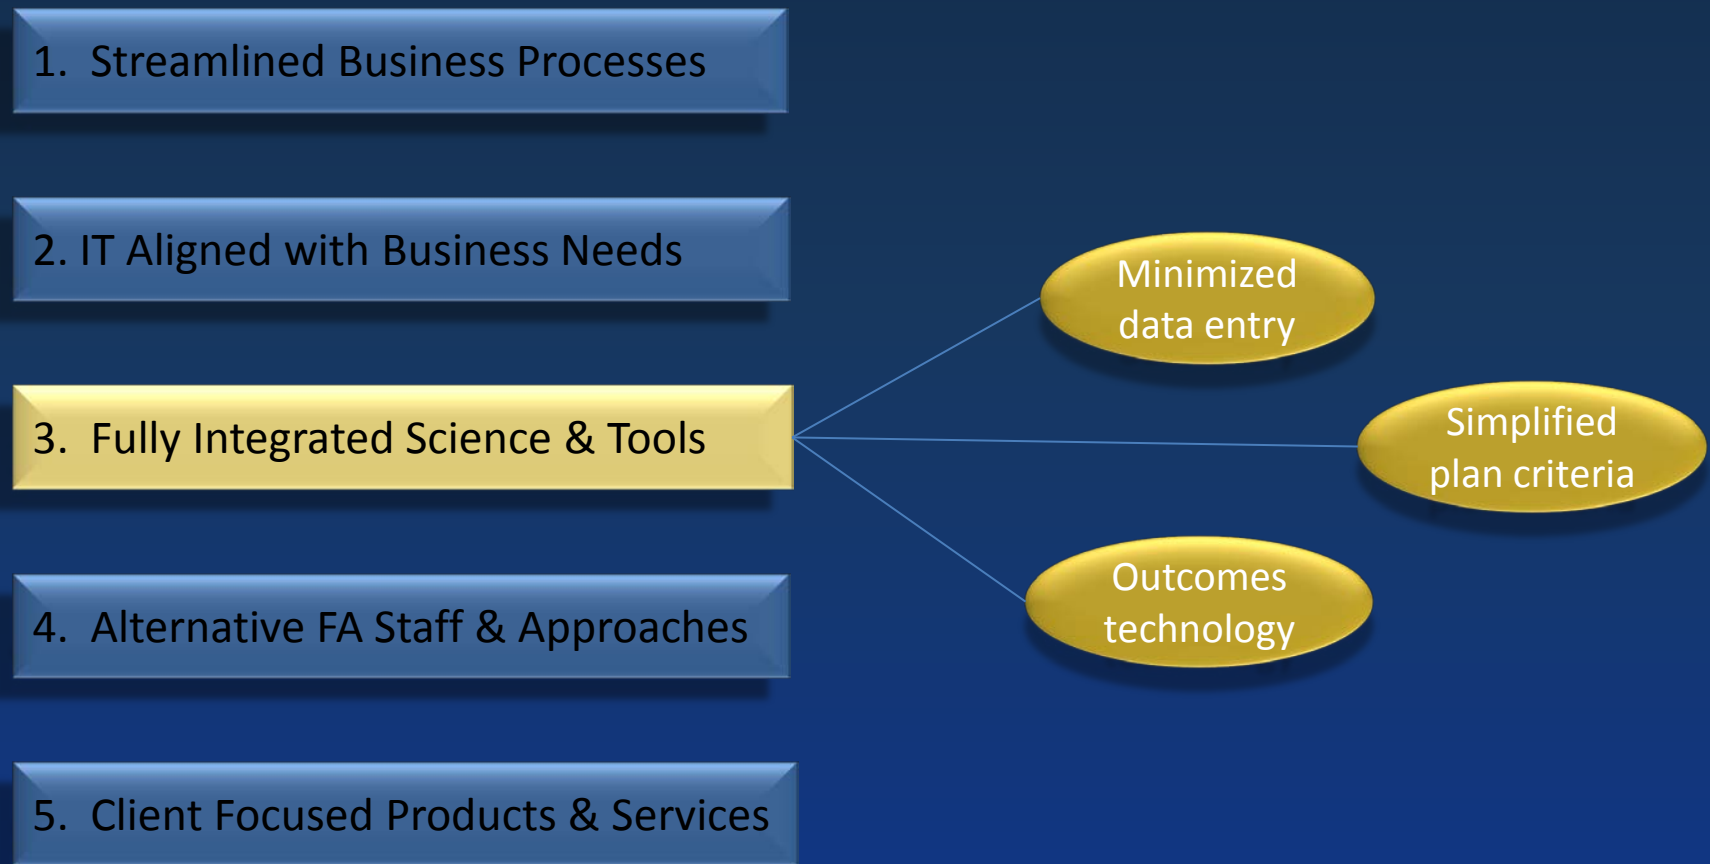 1. Streamlined Business Processes
2. IT Aligned with Business Needs
Minimized
data entry
3. Fully Integrated Science & Tools
Simplified
plan criteria
Outcomes
technology
4. Alternative FA Staff & Approaches
5. Client Focused Products & Services